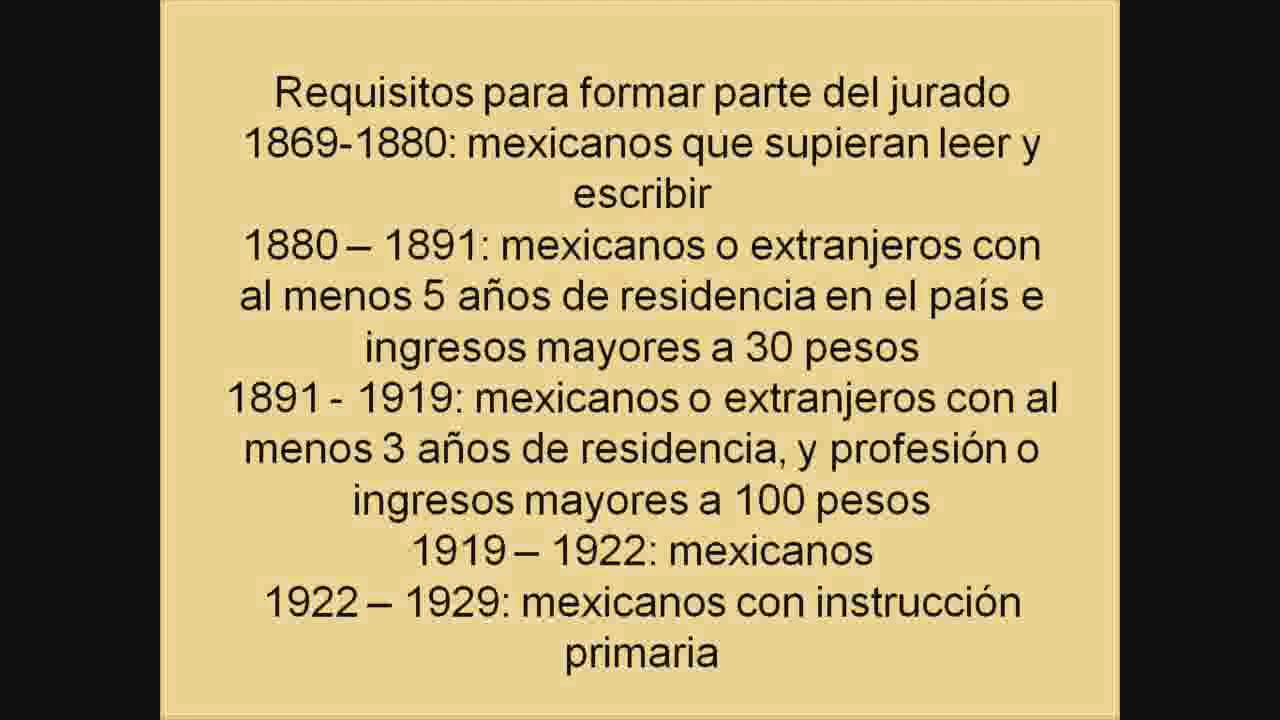 Requisitos para formar parte del jurado
1869-1880: mexicanos que supieran leer y
escribir
1880 – 1891: mexicanos o extranjeros con
al menos 5 años de residencia en el país e
ingresos mayores a 30 pesos
1891 - 1919: mexicanos o extranjeros con al
menos 3 años de residencia, y profesión o
ingresos mayores a 100 pesos
1919 – 1922: mexicanos
1922 – 1929: mexicanos con instrucción
primaria